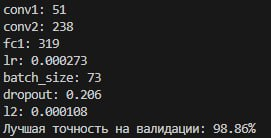 conv1: 51
conv2: 238
fc1: 319
lr: 0.000273
batch_size: 73
dropout: 0.206
l2: 0.000108
Лучшая точность на валидации: 98.86%